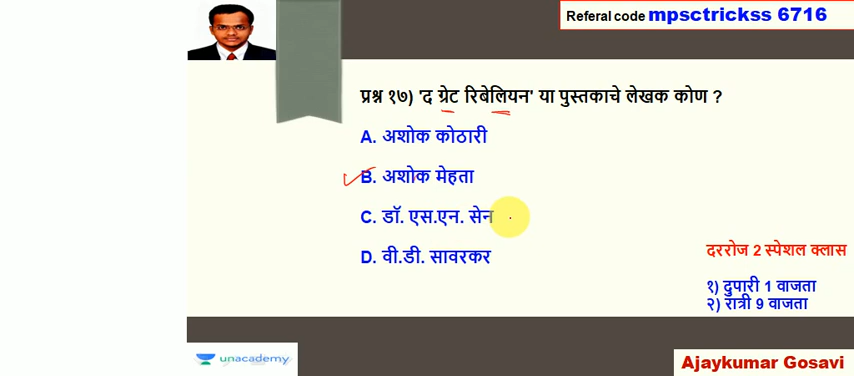 Referal code mpsctrickss 6716
प्रश्न १७) 'द ग्रेट रिबेलियन' या पुस्तकाचे लेखक कोण ?
A. अशोक कोठारी
B. अशोक मेहता
C. डॉ. एस.एन. सेन
D. वी.डी. सावरकर
दररोज 2 स्पेशल क्लास
१) दुपारी 1 वाजता
२) रात्री 9 वाजता
unacademy
Ajaykumar Gosavi